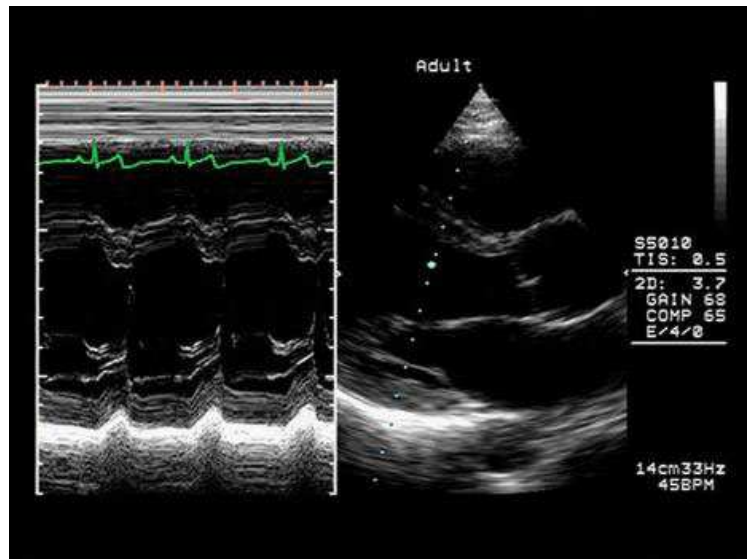 Adult
S5010
TIS: 0.5
2D: 3.7
GAIN 68
COMP 65
E/4/0
14cm33Hz
45BPM